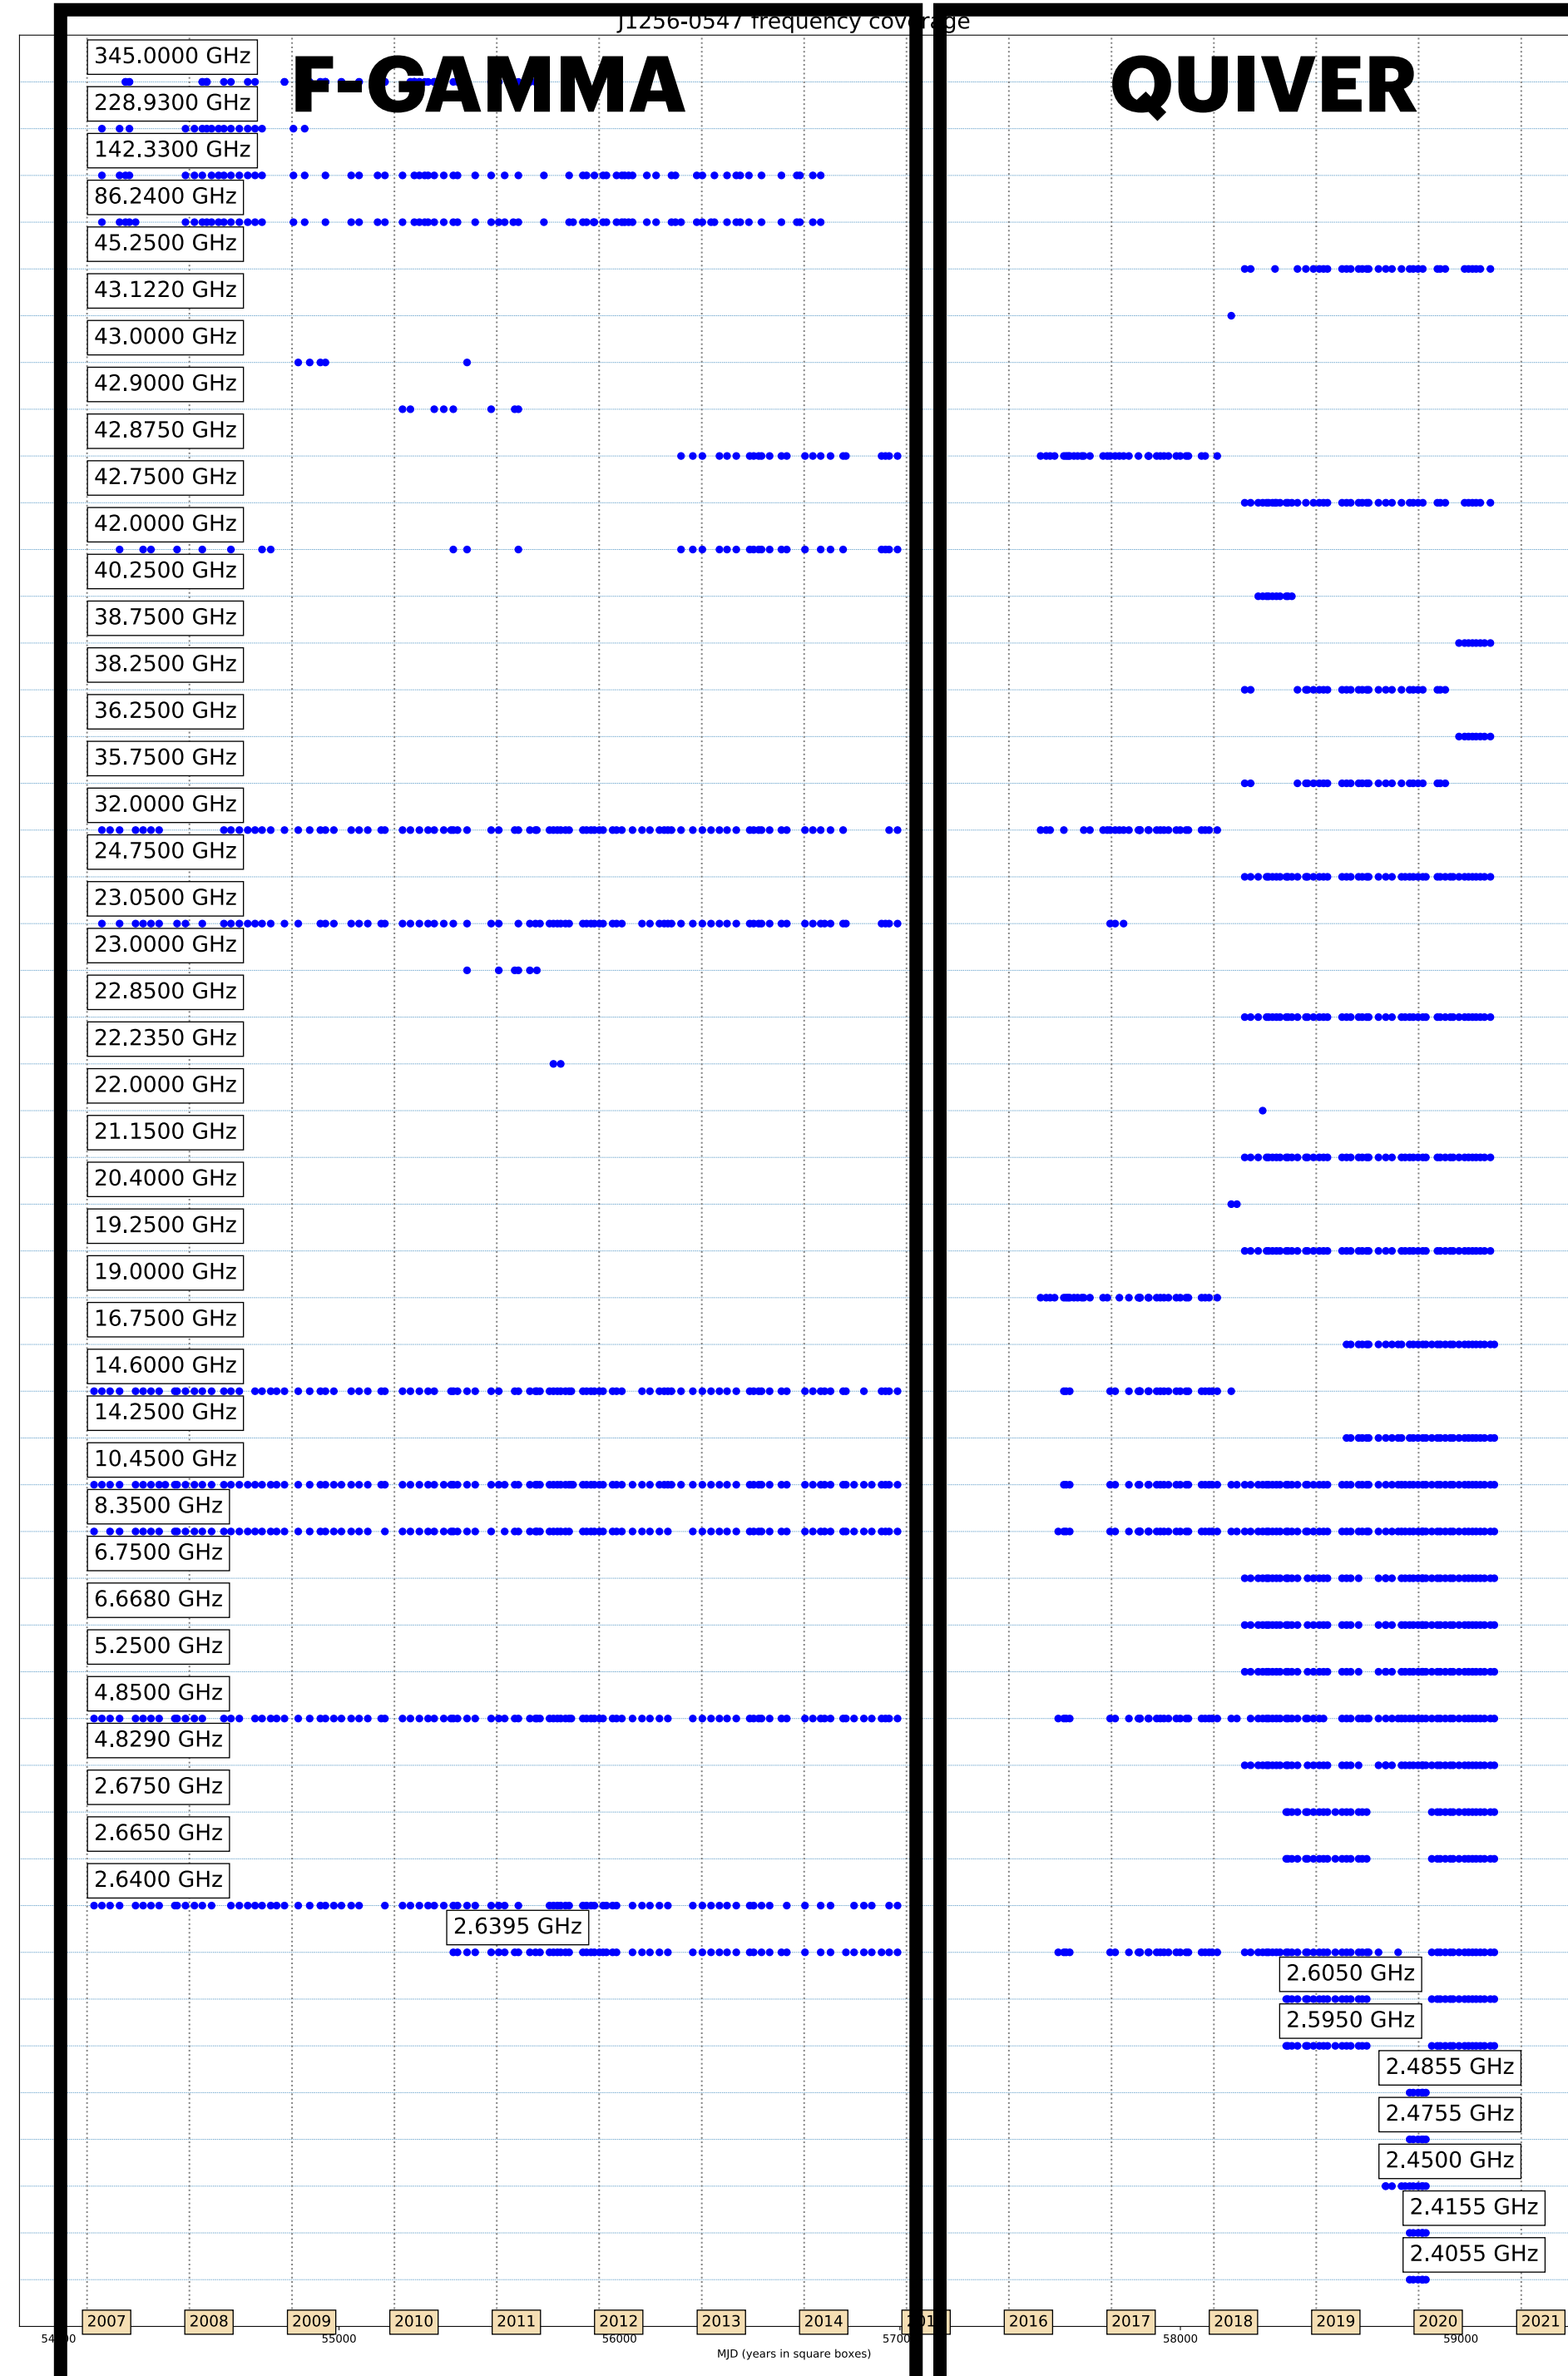 J1256-0547 frequency coverage
F-GAMMA
QUIVER
345.0000 GHz
228.9300 GHz
142.3300 GHz
86.2400 GHz
45.2500 GHz
43.1220 GHz
43.0000 GHz
42.9000 GHz
42.8750 GHz
42.7500 GHz
42.0000 GHz
40.2500 GHz
38.7500 GHz
38.2500 GHz
36.2500 GHz
35.7500 GHz
32.0000 GHz
24.7500 GHz
23.0500 GHz
23.0000 GHz
22.8500 GHz
22.2350 GHz
22.0000 GHz
21.1500 GHz
20.4000 GHz
19.2500 GHz
19.0000 GHz
16.7500 GHz
14.6000 GHz
14.2500 GHz
10.4500 GHz
8.3500 GHz
6.7500 GHz
6.6680 GHz
5.2500 GHz
4.8500 GHz
4.8290 GHz
2.6750 GHz
2.6650 GHz
2.6400 GHz
2.6395 GHz
2.6050 GHz
2.5950 GHz
2.4855 GHz
2.4755 GHz
2.4500 GHz
2.4155 GHz
2.4055 GHz
2007 2008 2009 2010 2011 2012 2013 2014 2015 2016 2017 2018 2019 2020 2021
54000 55000 56000 57000 58000 59000
MJD (years in square boxes)